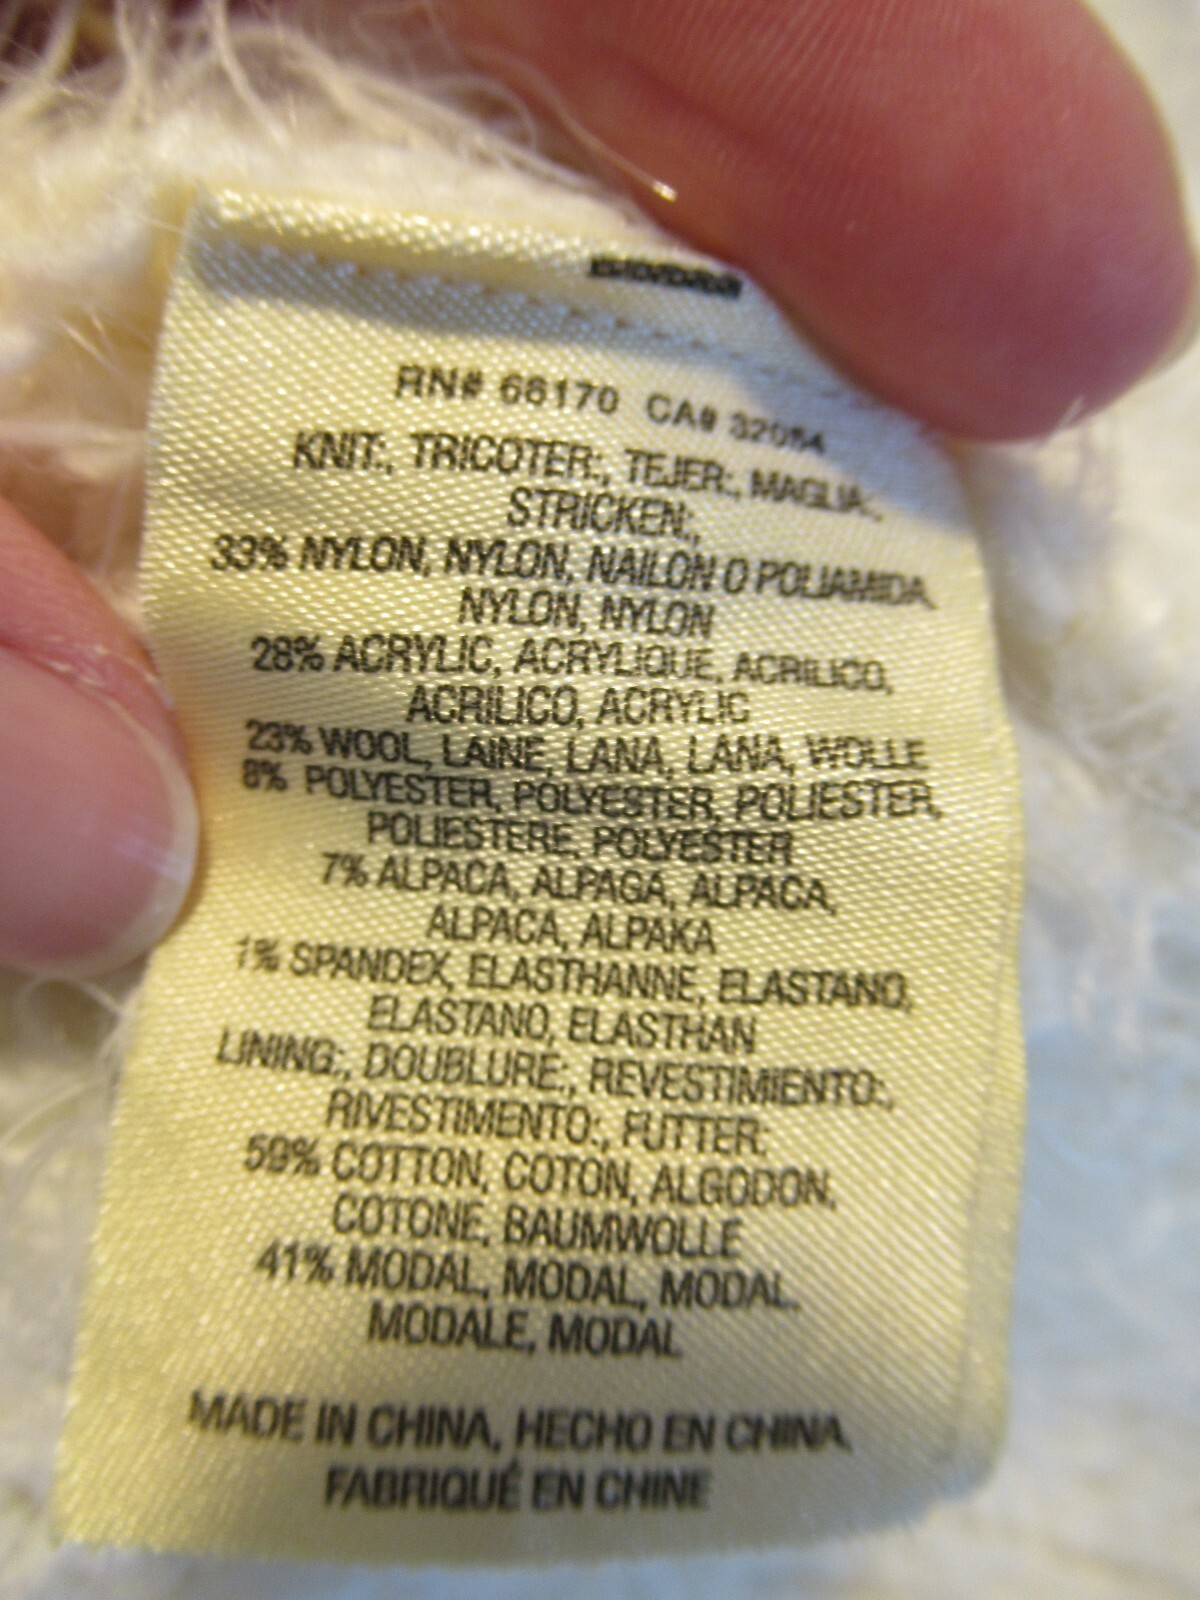 RN# 66170 CA# 32054
KNIT:, TRICOTER:, TEJER:, MAGLIA:,
STRICKEN:,
33% NYLON, NYLON, NAILON O POLIAMIDA,
NYLON, NYLON
28% ACRYLIC, ACRYLIQUE, ACRILICO,
ACRILICO, ACRYLIC
23% WOOL, LAINE, LANA, LANA, WOLLE
8% POLYESTER, POLYESTER, POLIESTER,
POLIESTERE, POLYESTER
7% ALPACA, ALPAGA, ALPACA,
ALPACA, ALPAKA
1% SPANDEX, ELASTHANNE, ELASTANO,
ELASTANO, ELASTHAN
LINING:, DOUBLURE:, REVESTIMIENTO:,
RIVESTIMENTO:, FUTTER:
59% COTTON, COTON, ALGODON,
COTONE, BAUMWOLLE
41% MODAL, MODAL, MODAL,
MODALE, MODAL
MADE IN CHINA, HECHO EN CHINA,
FABRIQUÉ EN CHINE